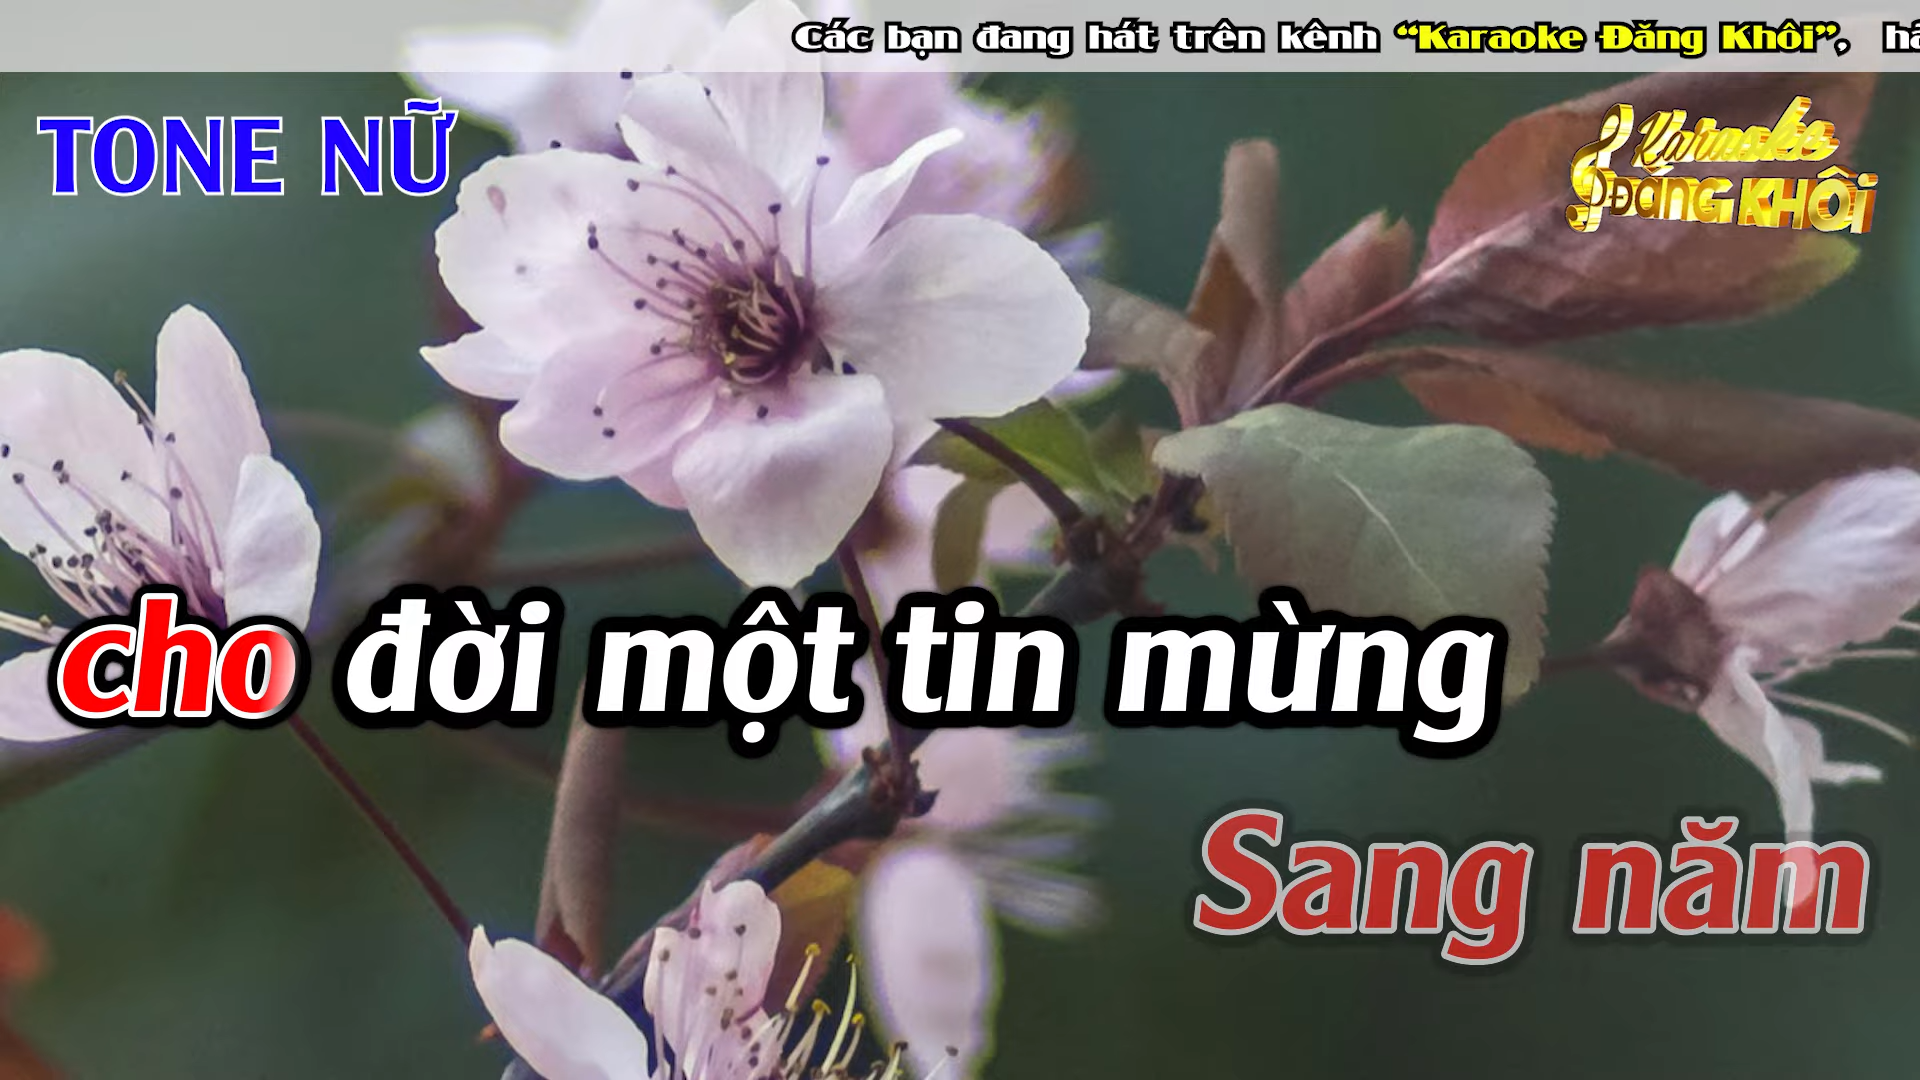 Các bạn đang hát trên kênh “Karaoke Đăng Khôi”,
TONE NỮ
Karaoke
ĐĂNG KHÔI
cho đời một tin mừng
Sang năm